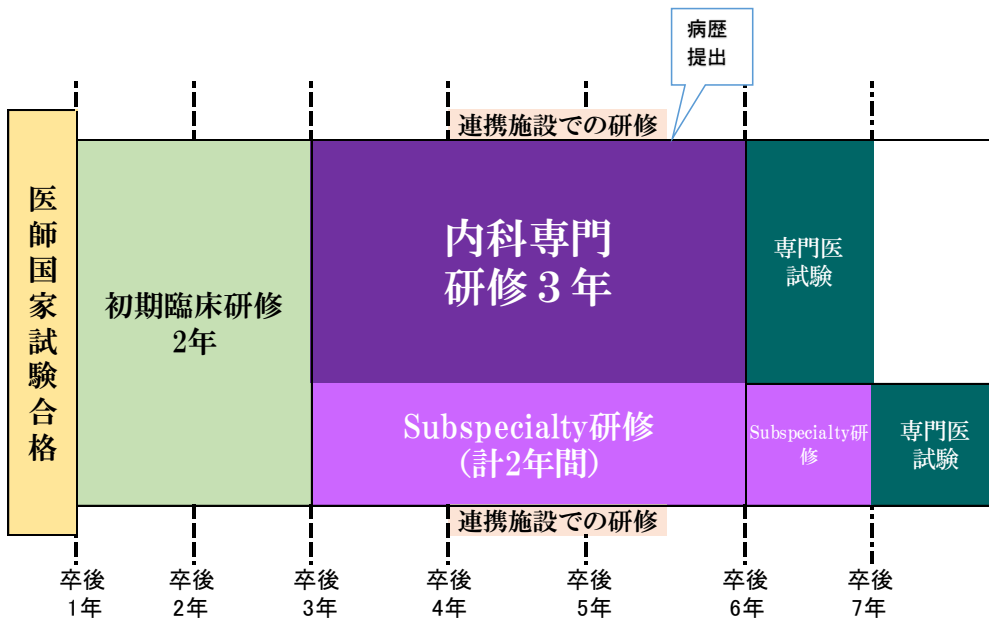 病歴
提出
連携施設での研修
医師国家試験合格
初期臨床研修
2年
内科専門
研修３年
専門医
試験
Subspecialty研修
(計2年間)
Subspecialty研
修
専門医
試験
連携施設での研修
卒後
1年
卒後
2年
卒後
3年
卒後
4年
卒後
5年
卒後
6年
卒後
7年